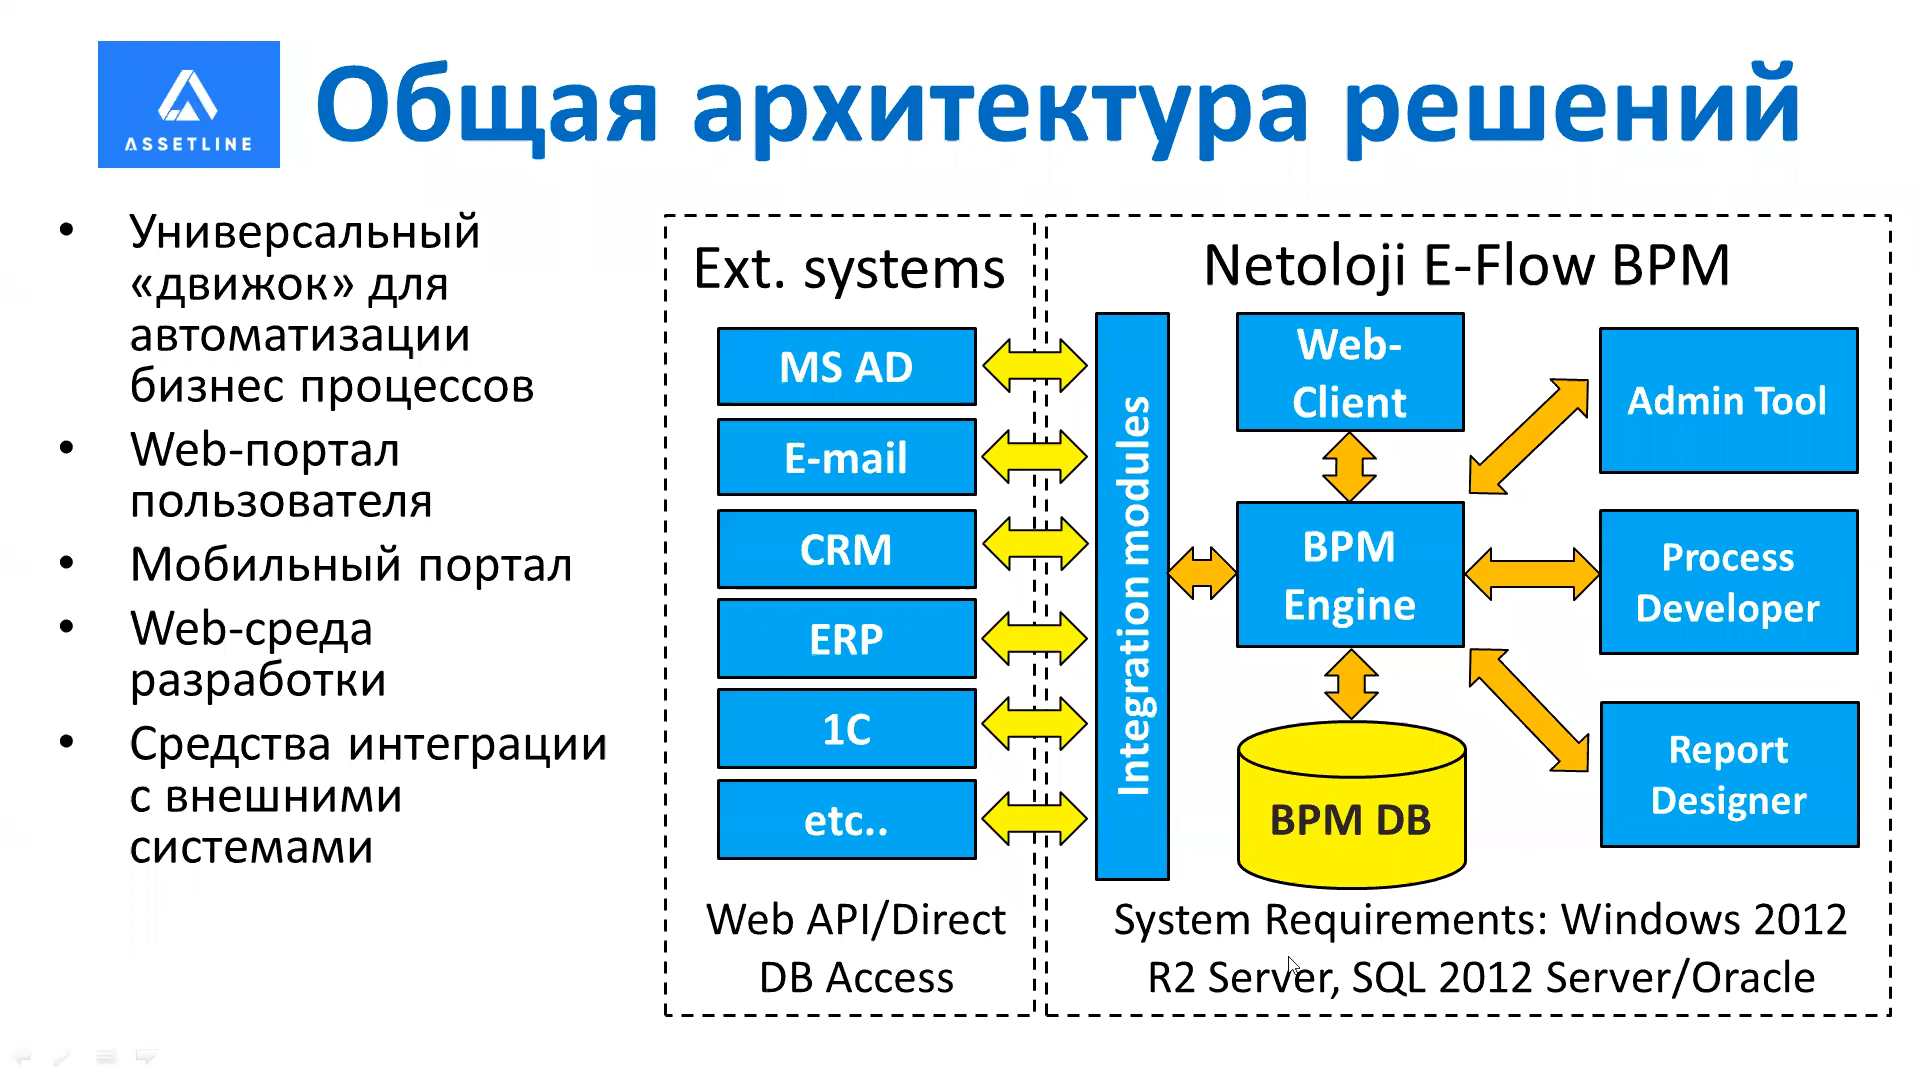 ASSETLINE
Общая архитектура решений
• Универсальный
«движок» для
автоматизации
бизнес процессов
• Web-портал
пользователя
• Мобильный портал
• Web-среда
разработки
• Средства интеграции
с внешними
системами
Ext. systems
MS AD
E-mail
CRM
ERP
1C
etc..
Web API/Direct
DB Access
Netoloji E-Flow BPM
Integration modules
Web-
Client
BPM
Engine
BPM DB
Admin Tool
Process
Developer
Report
Designer
System Requirements: Windows 2012
R2 Server, SQL 2012 Server/Oracle